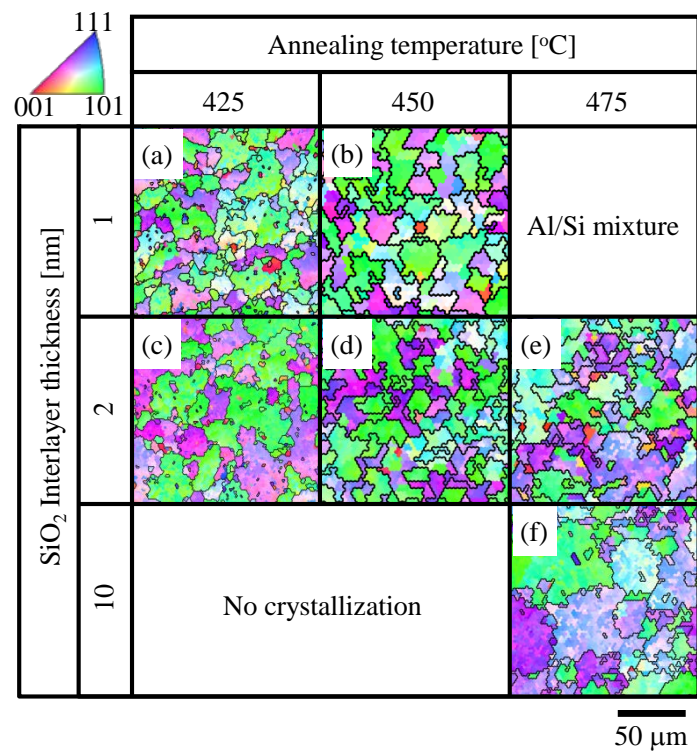 111
001 101
Annealing temperature [°C]
425 450 475
SiO2 Interlayer thickness [nm]
1
(a)
(b)
Al/Si mixture
2
(c)
(d)
(e)
10
No crystallization
(f)
50 μm